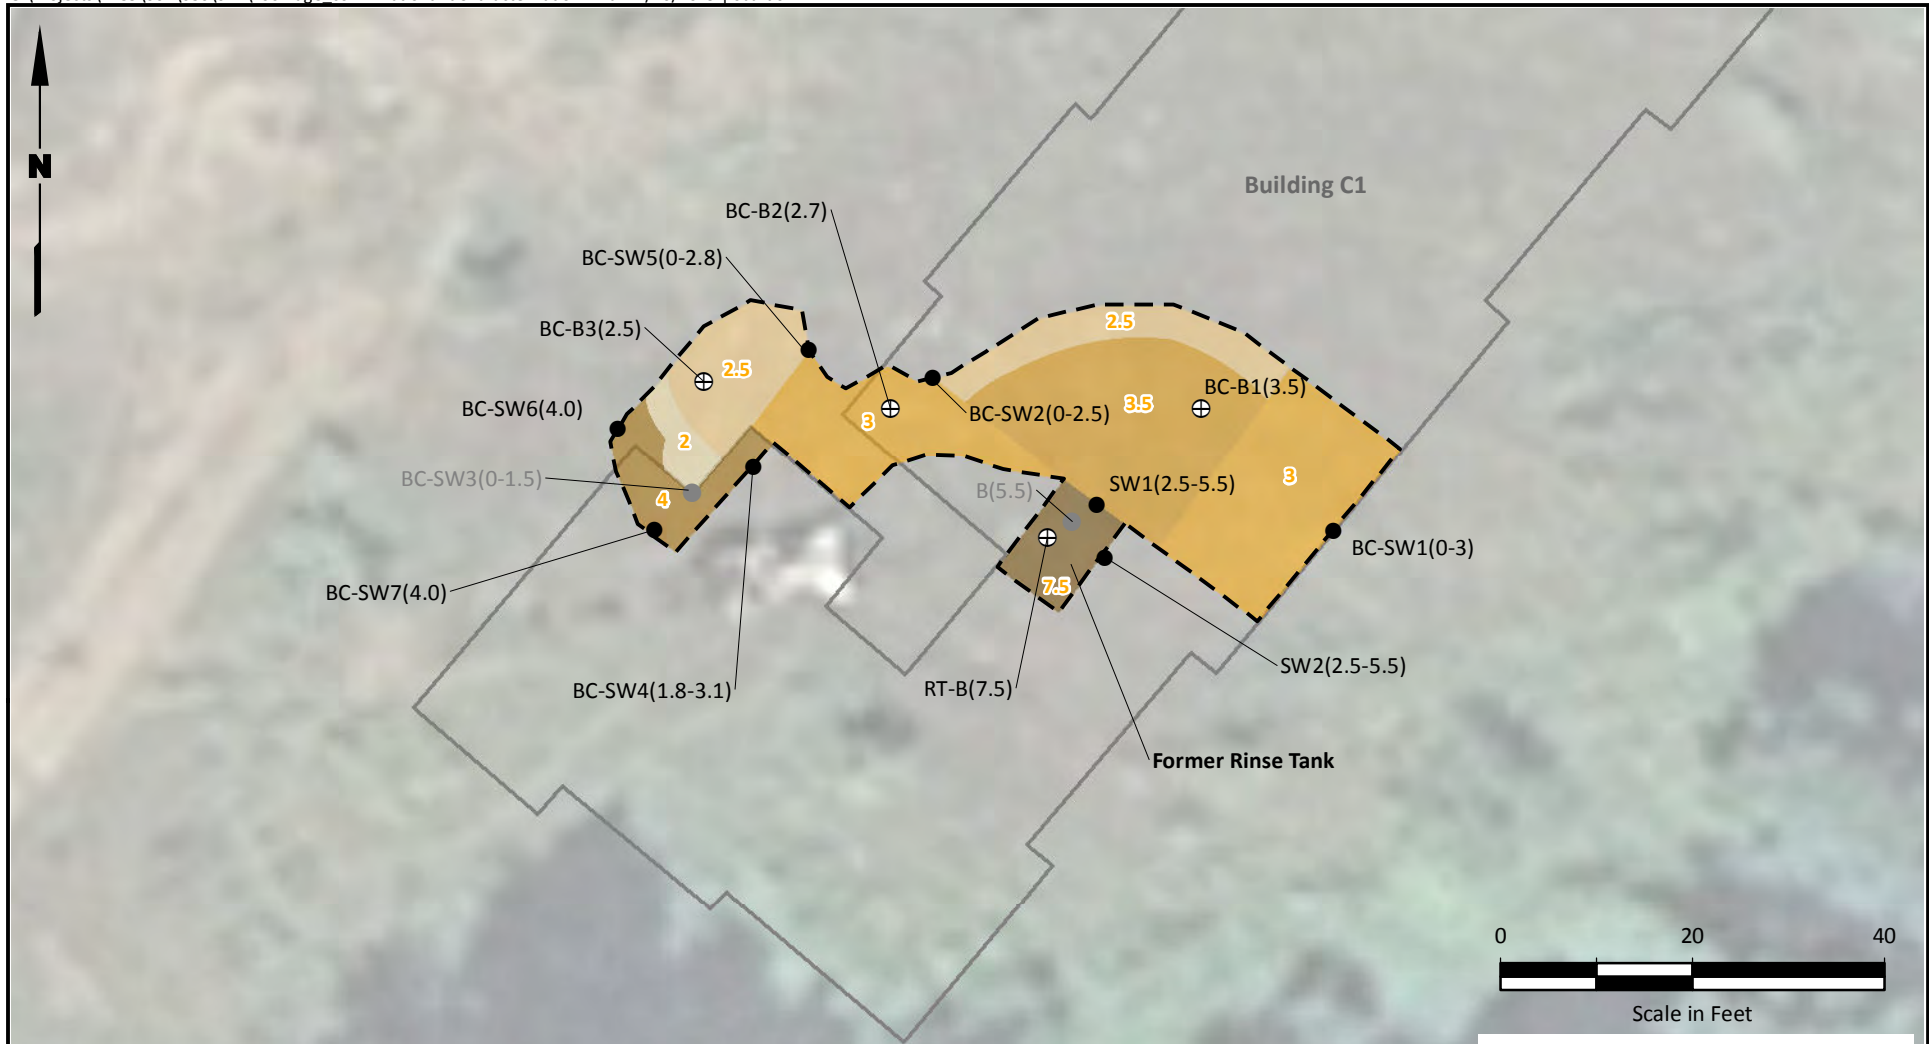 N
Building C1
BC-B2(2.7)
BC-SW5(0-2.8)
BC-B3(2.5)
2.5
2.5
BC-B1(3.5)
BC-SW6(4.0)
BC-SW2(0-2.5)
3.5
3
2
BC-SW3(0-1.5)
4
B(5.5)
SW1(2.5-5.5)
3
BC-SW1(0-3)
7.5
BC-SW7(4.0)
BC-SW4(1.8-3.1)
RT-B(7.5)
SW2(2.5-5.5)
Former Rinse Tank
0 20 40
Scale in Feet